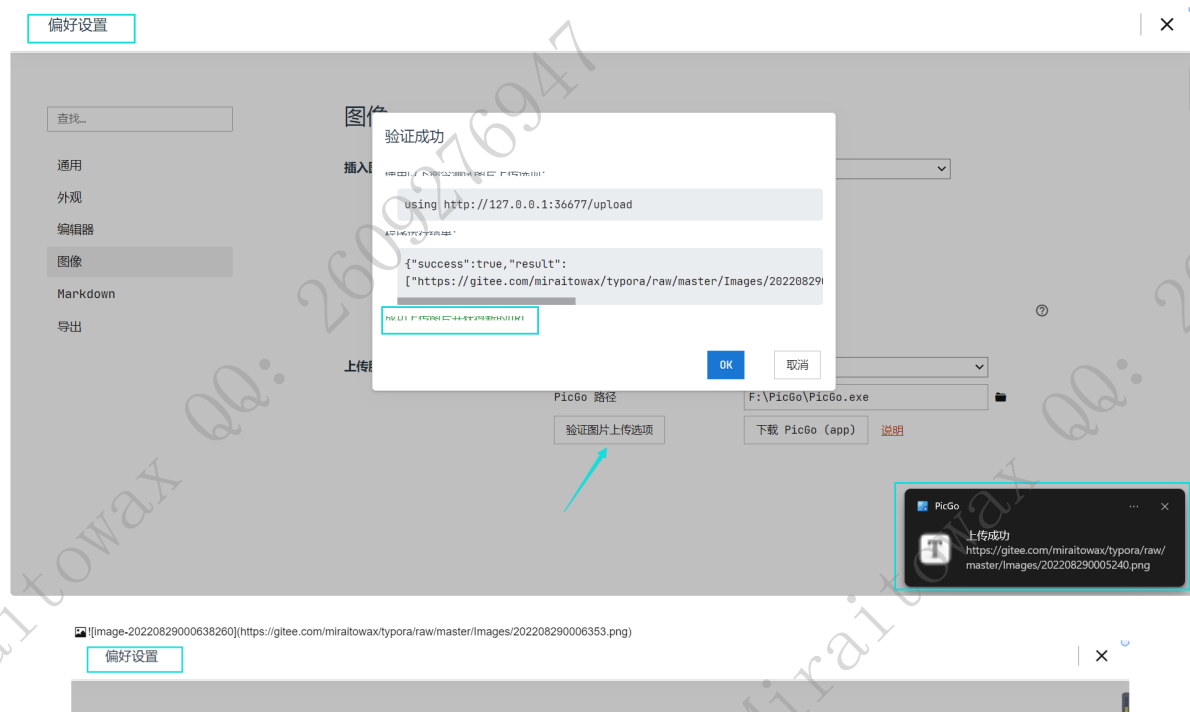 偏好设置
查找…
图像
验证成功
通用
外观
using http://127.0.0.1:36677/upload
编辑器
图像
{"success":true,"result":
["https://gitee.com/miraitowax/typora/raw/master/Images/20220829
Markdown
导出
OK
取消
PicGo 路径
F:\PicGo\PicGo.exe
验证图片上传选项
下载 PicGo (app)
说明
PicGo
上传成功
https://gitee.com/miraitowax/typora/raw/
master/Images/202208290005240.png
![image-20220829000638260](https://gitee.com/miraitowax/typora/raw/master/Images/202208290006353.png)
偏好设置
QQ: 2609276947